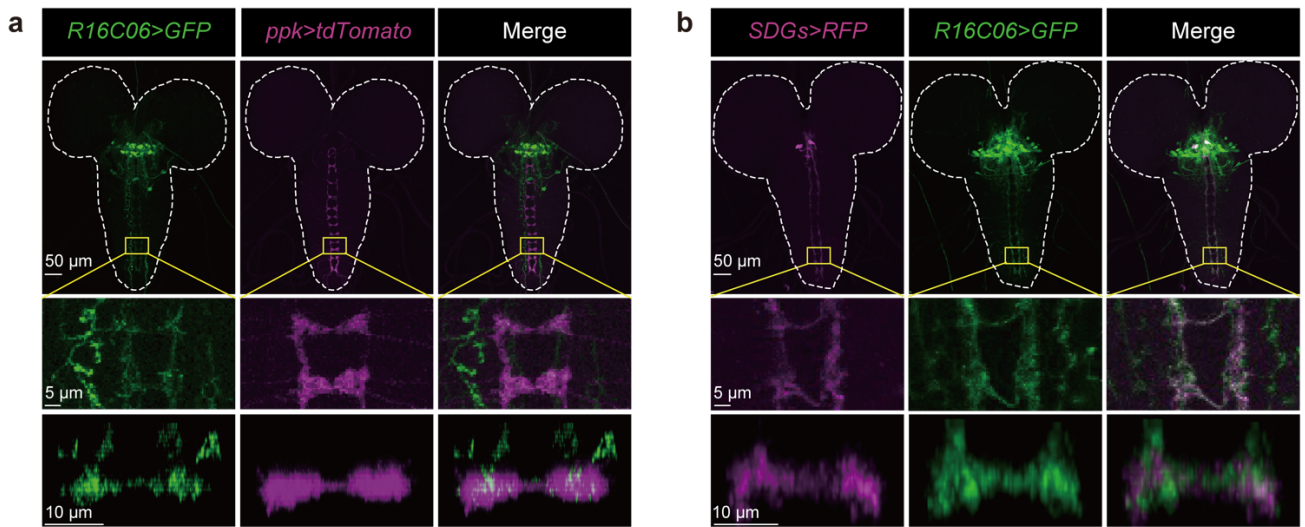 a
R16C06>GFP
ppk>tdTomato
Merge
50 μm
5 μm
10 μm
b
SDGs>RFP
R16C06>GFP
Merge
50 μm
5 μm
10 μm